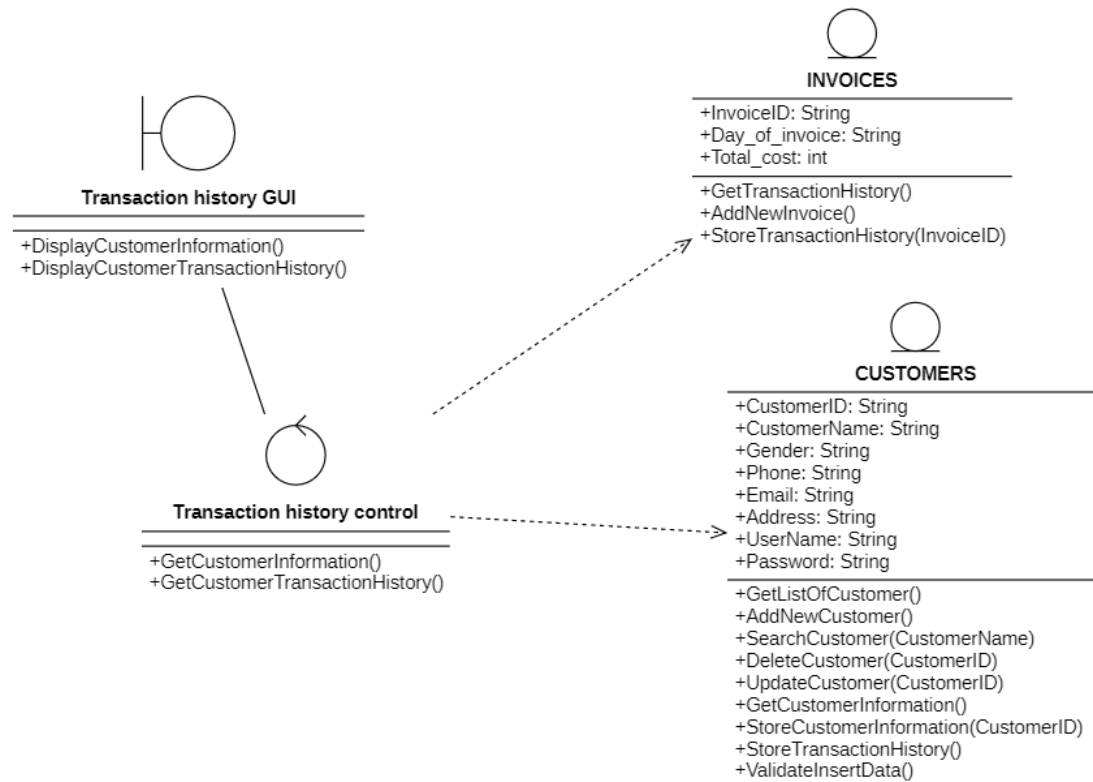 Transaction history GUI
+DisplayCustomerInformation()
+DisplayCustomerTransactionHistory()
Transaction history control
+GetCustomerInformation()
+GetCustomerTransactionHistory()
INVOICES
+InvoiceID: String
+Day_of_invoice: String
+Total_cost: int
+GetTransactionHistory()
+AddNewInvoice()
+StoreTransactionHistory(InvoiceID)
CUSTOMERS
+CustomerID: String
+CustomerName: String
+Gender: String
+Phone: String
+Email: String
+Address: String
+UserName: String
+Password: String
+GetListOfCustomer()
+AddNewCustomer()
+SearchCustomer(CustomerName)
+DeleteCustomer(CustomerID)
+UpdateCustomer(CustomerID)
+GetCustomerInformation()
+StoreCustomerInformation(CustomerID)
+StoreTransactionHistory()
+ValidateInsertData()